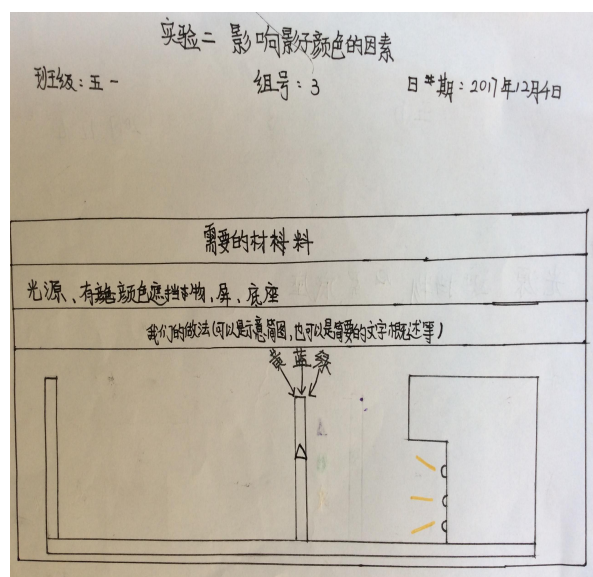 实验二 影响影子颜色的因素
班级：五一 组号：3 日期：2017年12月4日
需要的材料
光源、有颜色遮挡物，屏、底座
我们的做法(可以是示意简图，也可以是简要的文字概述等)
黄 蓝